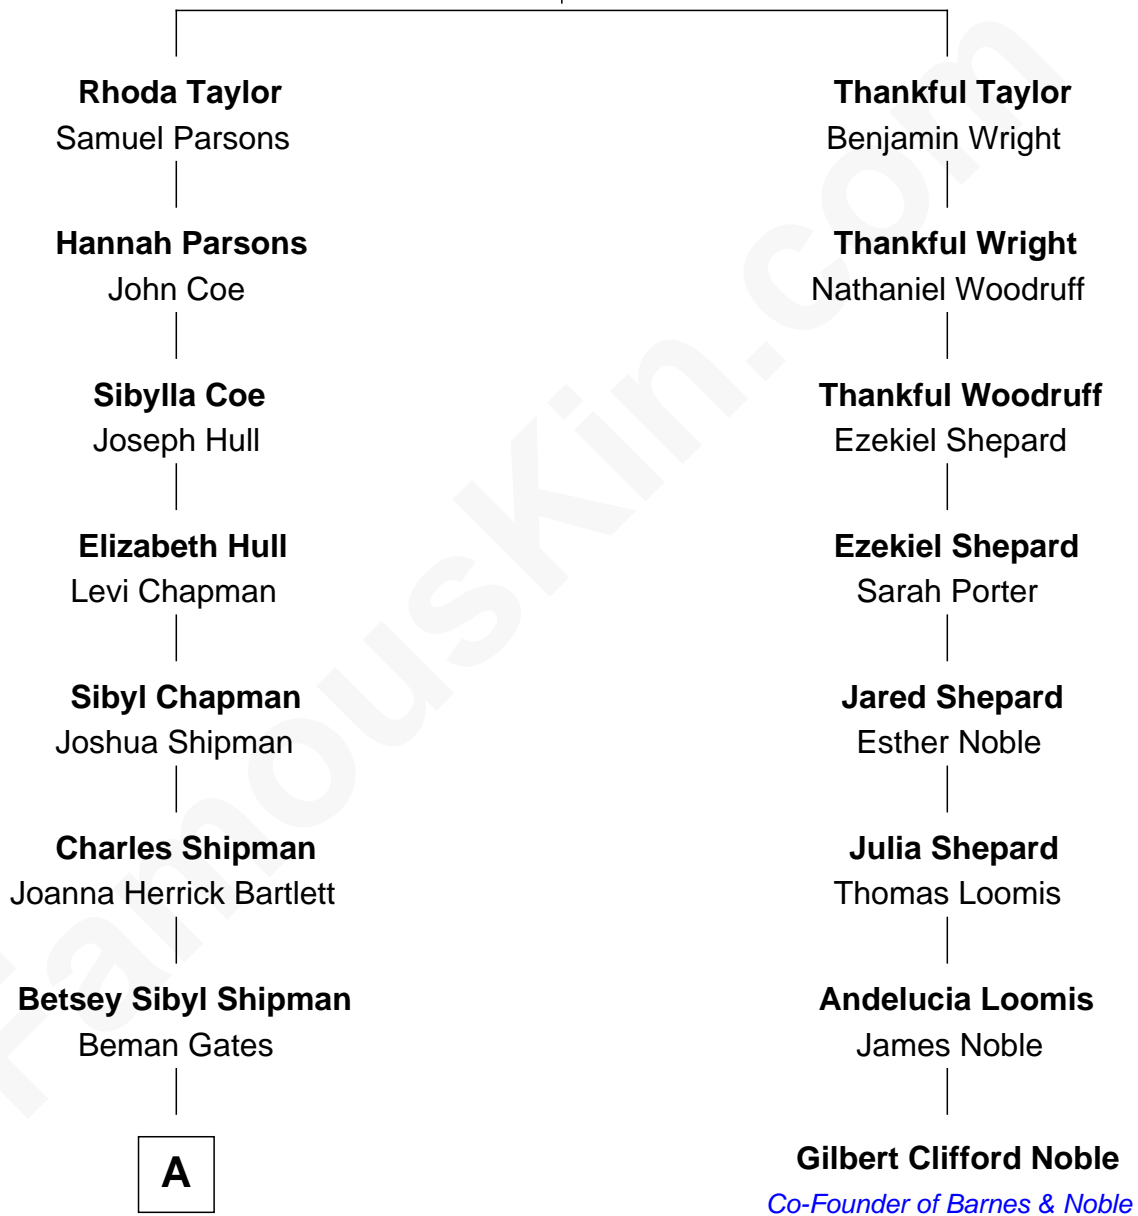 Rhoda Taylor
Samuel Parsons
Thankful Taylor
Benjamin Wright
Hannah Parsons
John Coe
Thankful Wright
Nathaniel Woodruff
Sibylla Coe
Joseph Hull
Thankful Woodruff
Ezekiel Shepard
Elizabeth Hull
Levi Chapman
Ezekiel Shepard
Sarah Porter
Sibyl Chapman
Joshua Shipman
Jared Shepard
Esther Noble
Charles Shipman
Joanna Herrick Bartlett
Julia Shepard
Thomas Loomis
Betsey Sibyl Shipman
Beman Gates
Andelucia Loomis
James Noble
A
Gilbert Clifford Noble
Co-Founder of Barnes & Noble
FamousKin.com